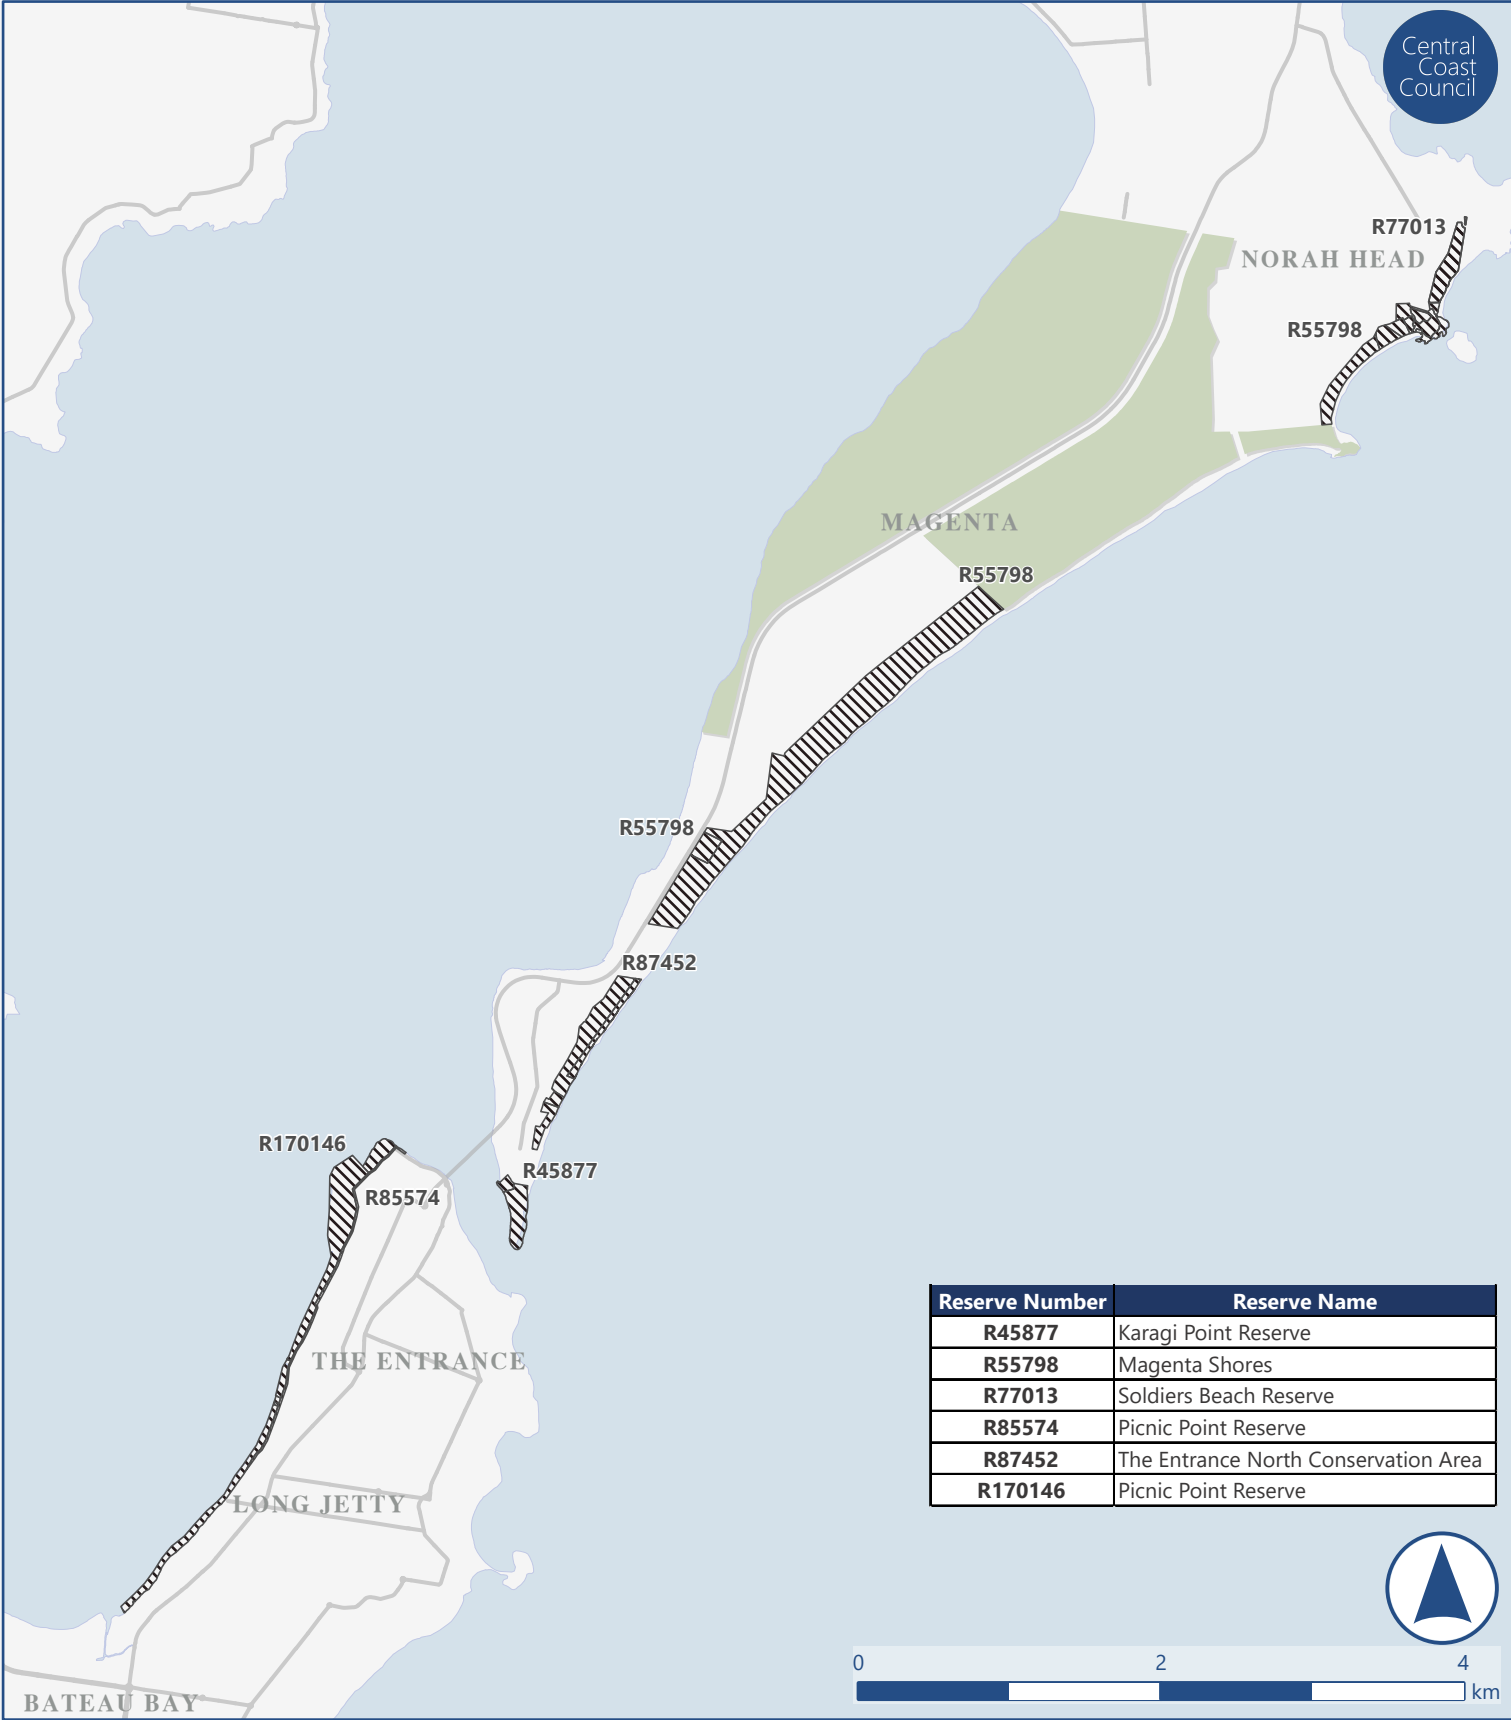 Central
Coast
Council
R77013
NORAH HEAD
R55798
MAGENTA
R55798
R55798
R87452
R170146
R45877
R85574
THE ENTRANCE
LONG JETTY
BATEAU BAY
Reserve Number Reserve Name
R45877 Karagi Point Reserve
R55798 Magenta Shores
R77013 Soldiers Beach Reserve
R85574 Picnic Point Reserve
R87452 The Entrance North Conservation Area
R170146 Picnic Point Reserve
0 2 4
km